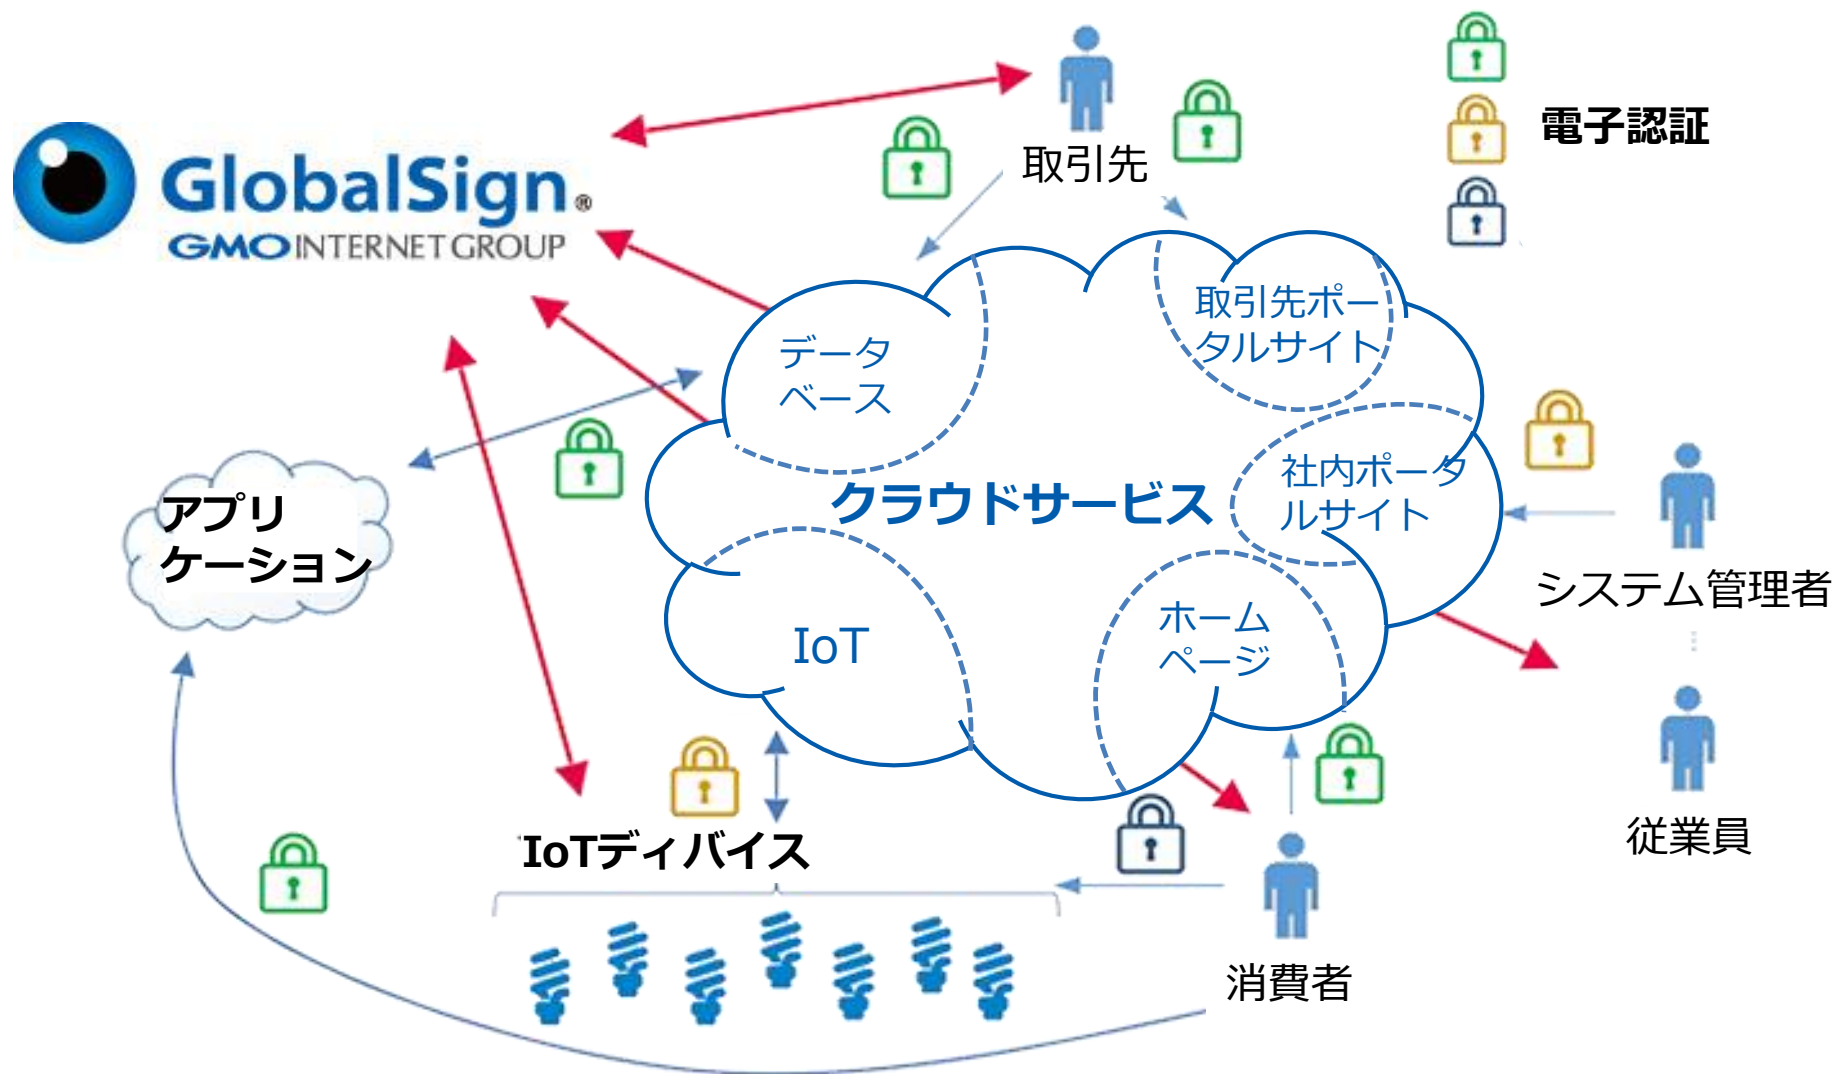 取引先
電子認証
GlobalSign®
GMO INTERNET GROUP
取引先ポー
タルサイト
データ
ベース
社内ポータ
ルサイト
クラウドサービス
アプリ
ケーション
システム管理者
ホーム
ページ
IoT
従業員
IoTディバイス
消費者